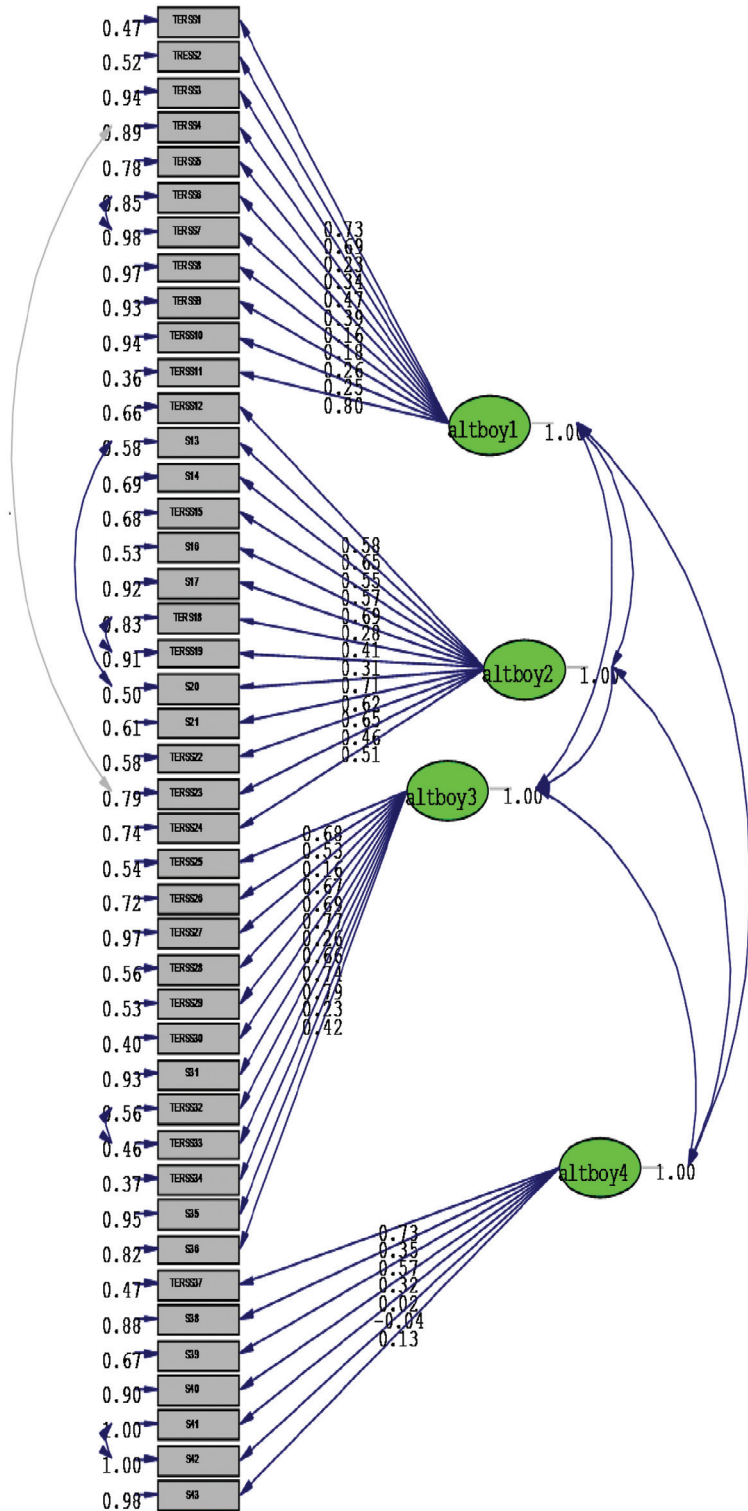 0.47 TERSS1
0.52 TRESS2
0.94 TERSS3
0.89 TERSS4
0.78 TERSS5
0.85 TERSS6
0.98 TERSS7
0.97 TERSS8
0.93 TERSS9
0.94 TERSS10
0.36 TERSS11
0.66 TERSS12
0.58 S13
0.69 S14
0.68 TERSS15
0.53 S16
0.92 S17
0.83 TERS18
0.91 TERSS19
0.50 S20
0.61 S21
0.58 TERSS22
0.79 TERSS23
0.74 TERSS24
0.54 TERSS25
0.72 TERSS26
0.97 TERSS27
0.56 TERSS28
0.53 TERSS29
0.40 TERSS30
0.93 S31
0.56 TERSS32
0.46 TERSS33
0.37 TERSS34
0.95 S35
0.82 S36
0.47 TERSS37
0.88 S38
0.67 S39
0.90 S40
1.00 S41
1.00 S42
0.98 S43
0.73
0.69
0.23
0.34
0.47
0.39
0.16
0.18
0.26
0.25
0.80
altboy1 1.00
0.58
0.65
0.55
0.57
0.69
0.28
0.41
0.31
0.71
0.62
0.65
0.46
0.51
altboy2 1.00
0.68
0.53
0.16
0.67
0.69
0.77
0.26
0.66
0.74
0.79
0.23
0.42
altboy3 1.00
0.73
0.35
0.57
0.32
0.02
-0.04
0.13
altboy4 1.00